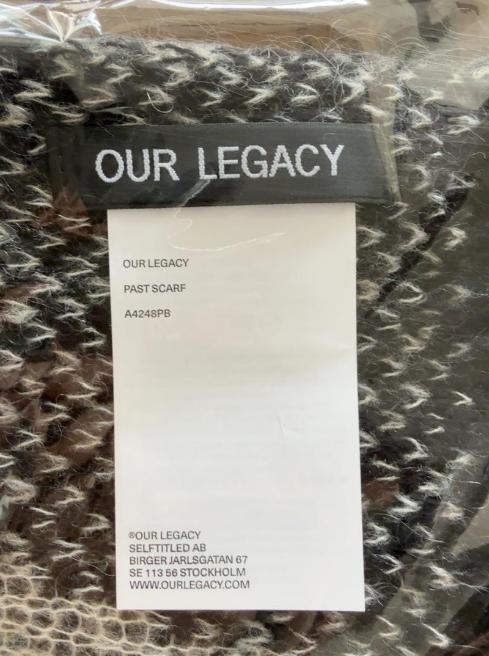 OUR LEGACY
OUR LEGACY
PAST SCARF
A4248PB
®OUR LEGACY
SELFTITLED AB
BIRGER JARLSGATAN 67
SE 113 56 STOCKHOLM
WWW.OURLEGACY.COM